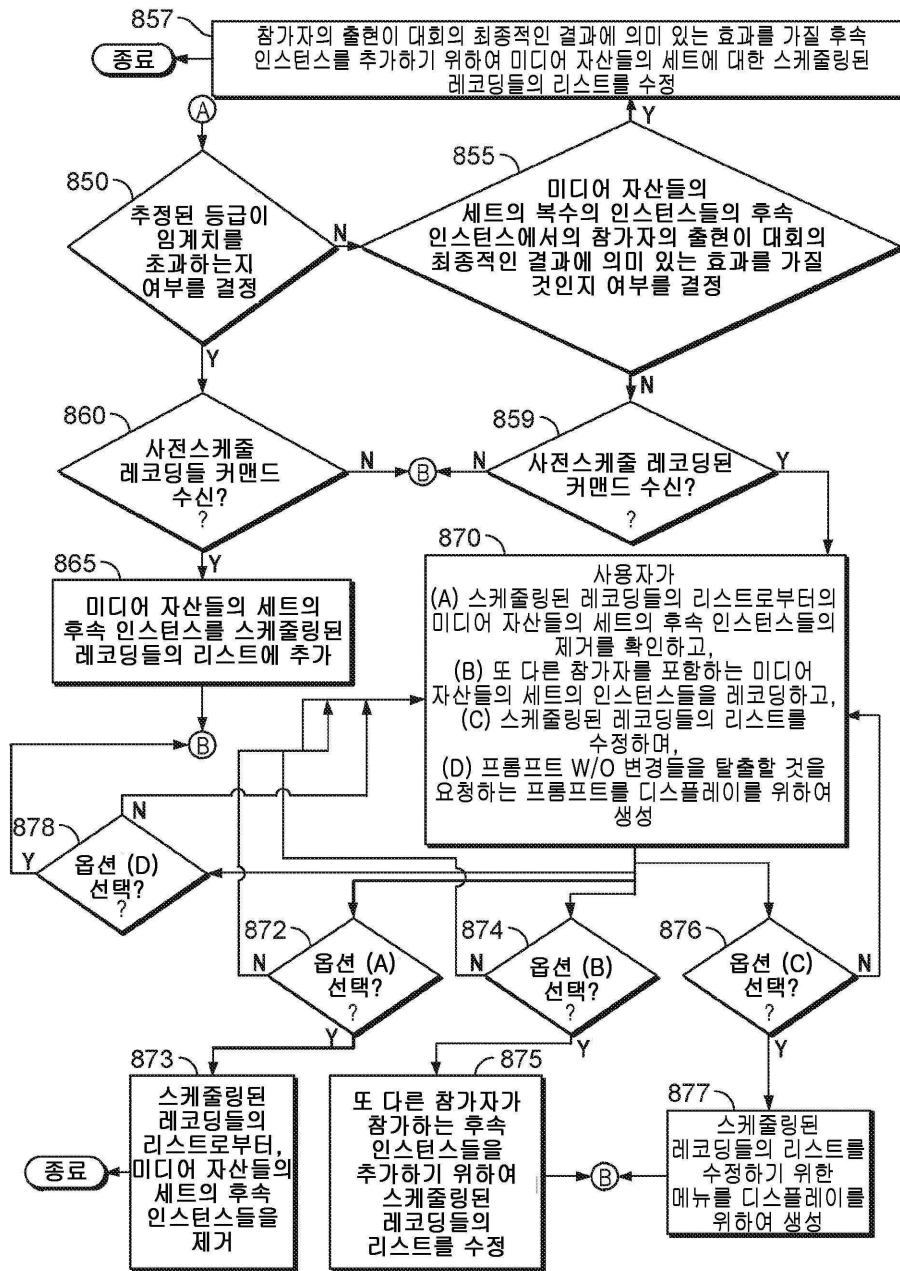 857
참가자의 출현이 대회의 최종적인 결과에 의미 있는 효과를 가질 후속
인스턴스를 추가하기 위하여 미디어 자산들의 세트에 대한 스케줄링된
레코딩들의 리스트를 수정
종료
A
Y
850
추정된 등급이
임계치를
초과하는지
여부를 결정
N
Y
855
미디어 자산들의
세트의 복수의 인스턴스들의 후속
인스턴스에서의 참가자의 출현이 대회의
최종적인 결과에 의미 있는 효과를 가질
것인지 여부를 결정
N
860
사전스케줄
레코딩들 커맨드
수신?
?
N
Y
B
859
사전스케줄 레코딩된
커맨드 수신?
?
N
Y
865
미디어 자산들의 세트의
후속 인스턴스를 스케줄링된
레코딩들의 리스트에 추가
B
870
사용자가
(A) 스케줄링된 레코딩들의 리스트로부터의
미디어 자산들의 세트의 후속 인스턴스들의
제거를 확인하고,
(B) 또 다른 참가자를 포함하는 미디어
자산들의 세트의 인스턴스들을 레코딩하고,
(C) 스케줄링된 레코딩들의 리스트를
수정하며,
(D) 프롬프트 W/O 변경들을 탈출할 것을
요청하는 프롬프트를 디스플레이를 위하여
생성
878
옵션 (D)
선택?
?
N
Y
872
옵션 (A)
선택?
?
N
Y
874
옵션 (B)
선택?
?
N
Y
876
옵션 (C)
선택?
?
N
Y
873
스케줄링된
레코딩들의
리스트로부터,
미디어 자산들의
세트의 후속
인스턴스들을
제거
종료
875
또 다른 참가자가
참가하는 후속
인스턴스들을
추가하기 위하여
스케줄링된
레코딩들의
리스트를 수정
B
877
스케줄링된
레코딩들의 리스트를
수정하기 위한
메뉴를 디스플레이를
위하여 생성